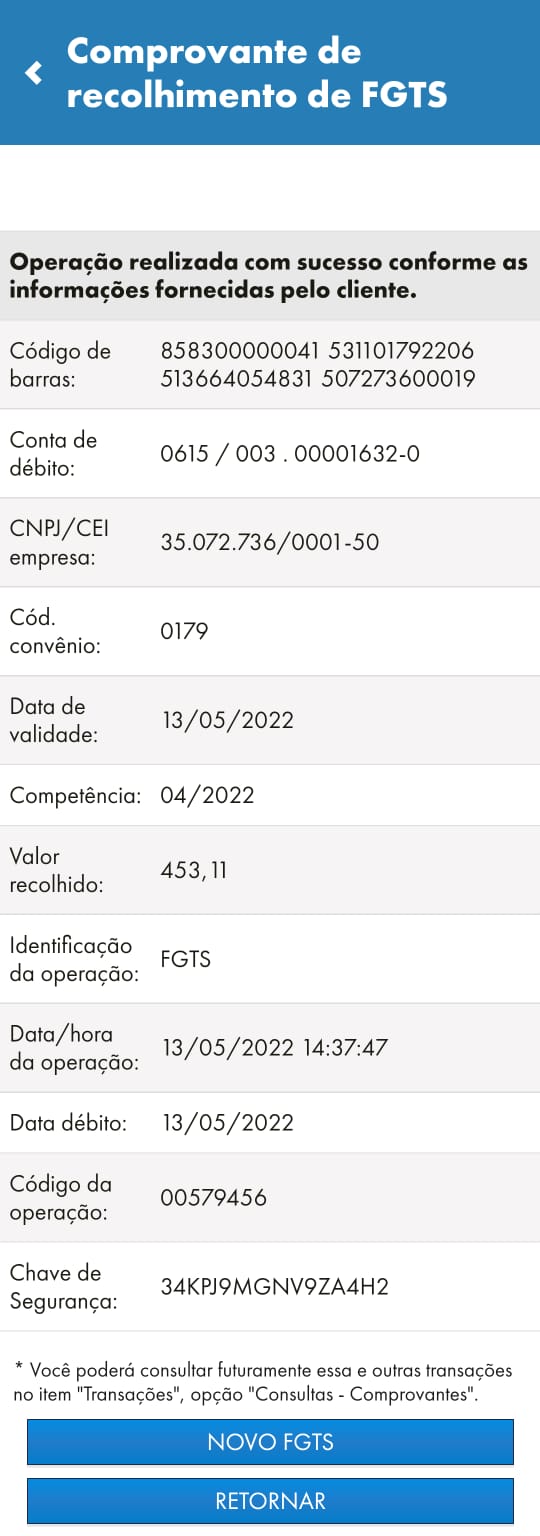 Comprovante de
recolhimento de FGTS
Operação realizada com sucesso conforme as
informações fornecidas pelo cliente.
Código de
barras:
858300000041 531101792206
513664054831 507273600019
Conta de
débito:
0615 / 003 . 00001632-0
CNPJ/CEI
empresa:
35.072.736/0001-50
Cód.
convênio:
0179
Data de
validade:
13/05/2022
Competência: 04/2022
Valor
recolhido:
453,11
Identificação
da operação:
FGTS
Data/hora
da operação:
13/05/2022 14:37:47
Data débito: 13/05/2022
Código da
operação:
00579456
Chave de
Segurança:
34KPJ9MGNV9ZA4H2
* Você poderá consultar futuramente essa e outras transações
no item "Transações", opção "Consultas - Comprovantes".
NOVO FGTS
RETORNAR